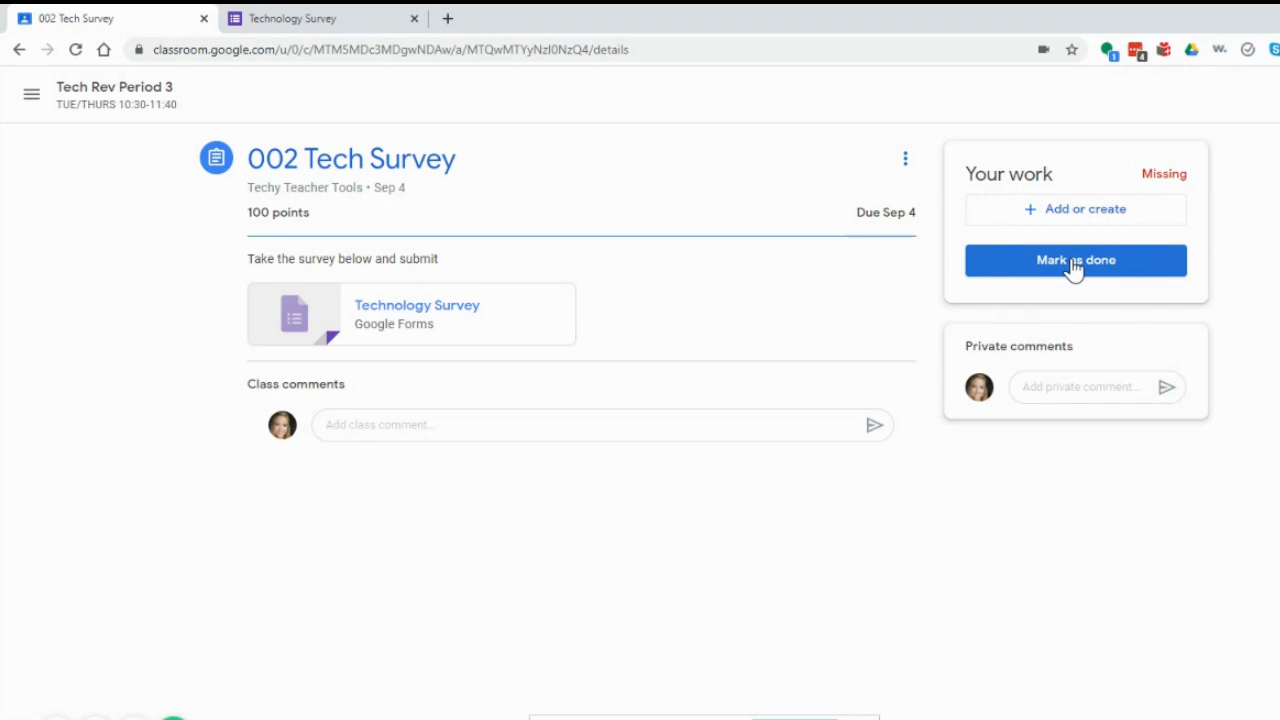 002 Tech Survey
Technology Survey
classroom.google.com/u/0/c/MTM5MDc3MDgwNDAw/a/MTQwMTYyNzI0NzQ4/details
1
4
w.
S
Tech Rev Period 3
TUE/THURS 10:30-11:40
002 Tech Survey
Techy Teacher Tools • Sep 4
100 points
Due Sep 4
Take the survey below and submit
Technology Survey
Google Forms
Class comments
Add class comment...
Your work
Missing
+ Add or create
Mark as done
Private comments
Add private comment...